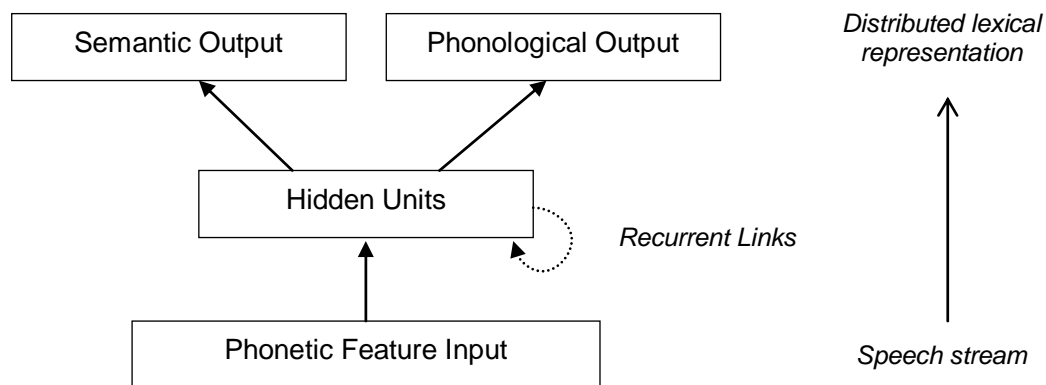 Semantic Output
Phonological Output
Distributed lexical
representation
Hidden Units
Recurrent Links
Phonetic Feature Input
Speech stream